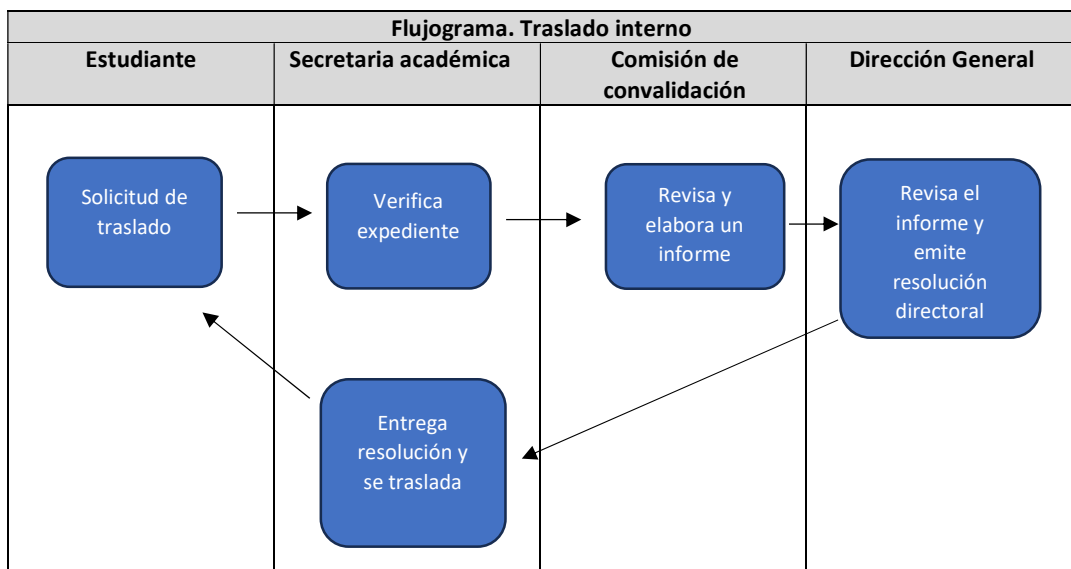 Flujograma. Traslado interno
Estudiante
Secretaria académica
Comisión de
convalidación
Dirección General
Solicitud de
traslado
Verifica
expediente
Revisa y
elabora un
informe
Revisa el
informe y
emite
resolución
directoral
Entrega
resolución y
se traslada